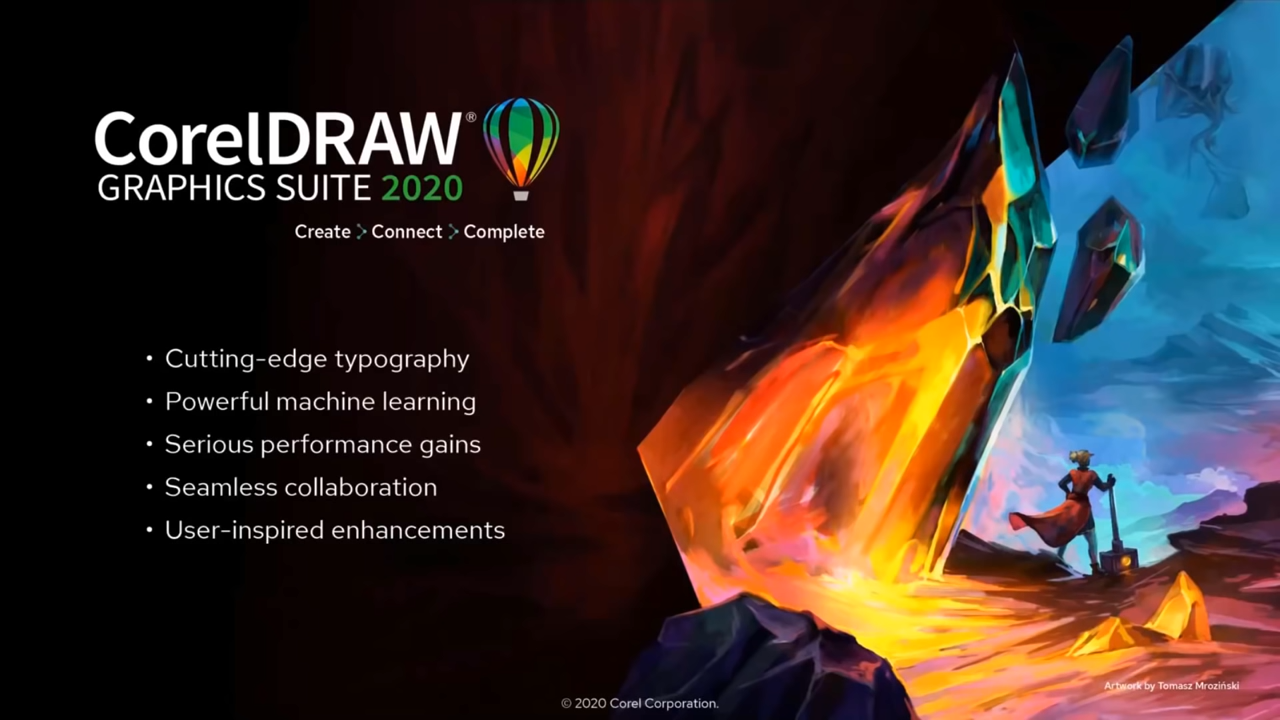 CorelDRAW®
GRAPHICS SUITE 2020
Create > Connect > Complete
• Cutting-edge typography
• Powerful machine learning
• Serious performance gains
• Seamless collaboration
• User-inspired enhancements
Artwork by Tomasz Mroziński
© 2020 Corel Corporation.